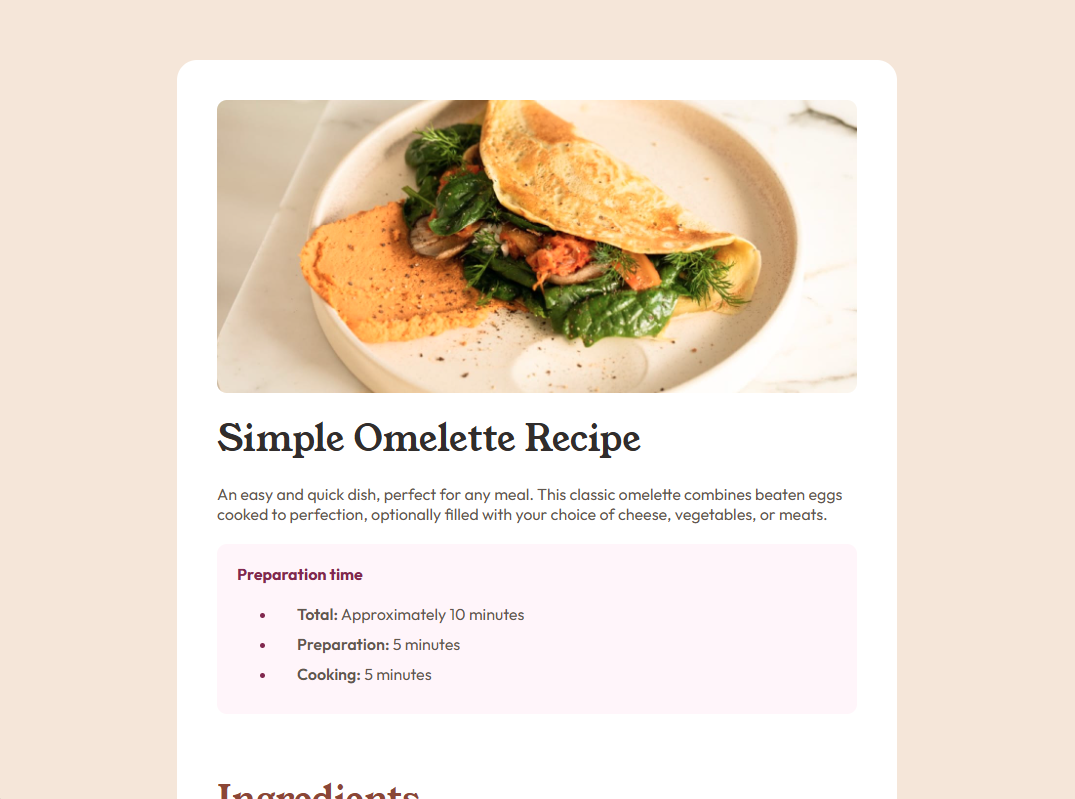 Simple Omelette Recipe
An easy and quick dish, perfect for any meal. This classic omelette combines beaten eggs
cooked to perfection, optionally filled with your choice of cheese, vegetables, or meats.
Preparation time
• Total: Approximately 10 minutes
• Preparation: 5 minutes
• Cooking: 5 minutes
Ingredients